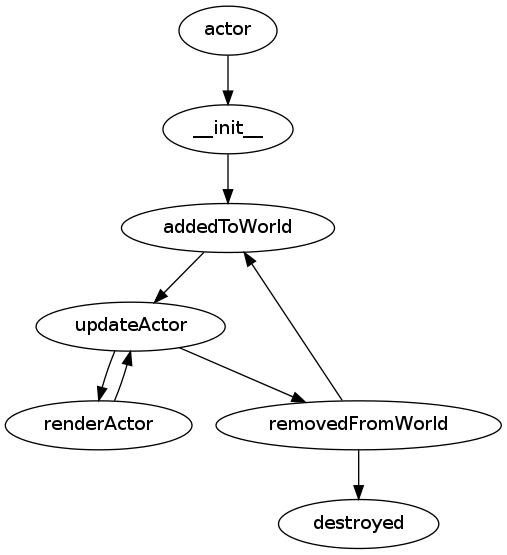 actor
__init__
addedToWorld
updateActor
renderActor
removedFromWorld
destroyed